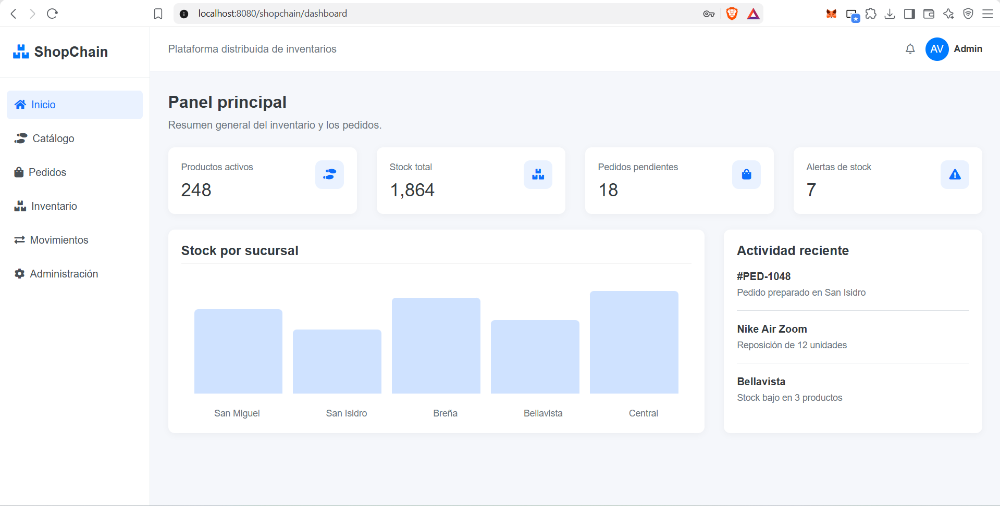 localhost:8080/shopchain/dashboard
ShopChain
Plataforma distribuida de inventarios
AV
Admin
Inicio
Catálogo
Pedidos
Inventario
Movimientos
Administración
Panel principal
Resumen general del inventario y los pedidos.
Productos activos
248
Stock total
1,864
Pedidos pendientes
18
Alertas de stock
7
Stock por sucursal
San Miguel
San Isidro
Breña
Bellavista
Central
Actividad reciente
#PED-1048
Pedido preparado en San Isidro
Nike Air Zoom
Reposición de 12 unidades
Bellavista
Stock bajo en 3 productos